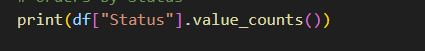 # Orders by Status
print(df["Status"].value_counts())